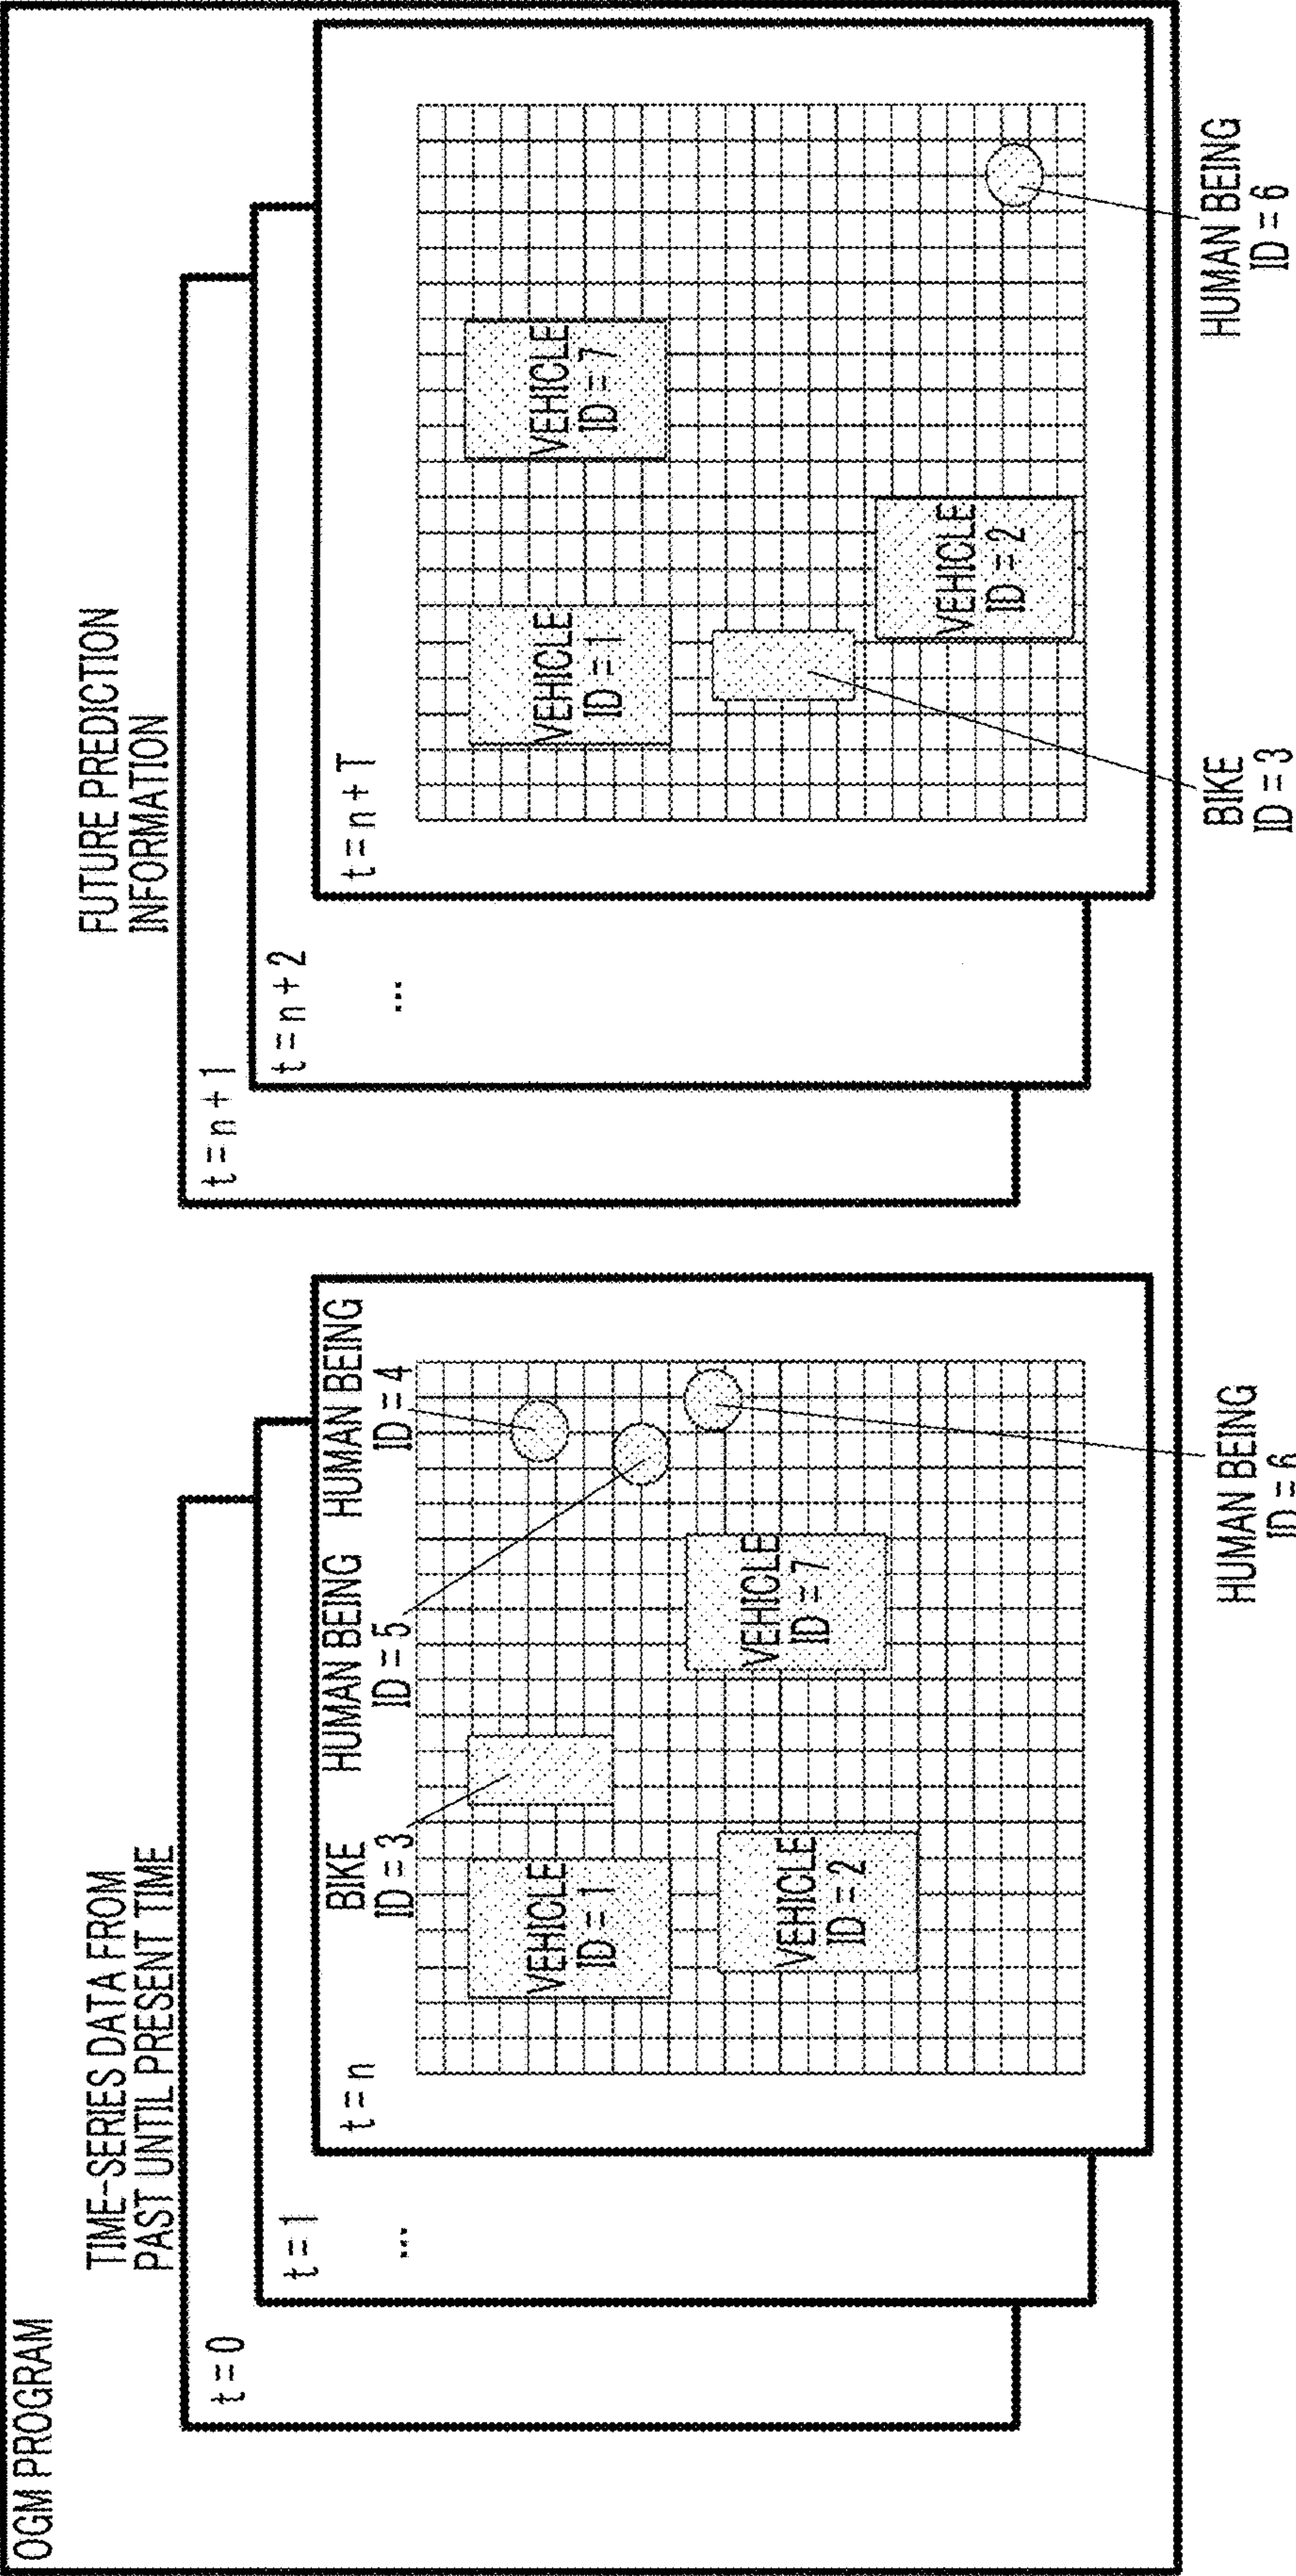 OGM PROGRAM
TIME-SERIES DATA FROM
PAST UNTIL PRESENT TIME
t = 0
t = 1
...
t = n
BIKE
ID = 3
HUMAN BEING
ID = 5
HUMAN BEING
ID = 4
VEHICLE
ID = 1
VEHICLE
ID = 2
VEHICLE
ID = 7
HUMAN BEING
ID = 6
FUTURE PREDICTION
INFORMATION
t = n + 1
t = n + 2
...
t = n + T
VEHICLE
ID = 1
VEHICLE
ID = 7
VEHICLE
ID = 2
BIKE
ID = 3
HUMAN BEING
ID = 6